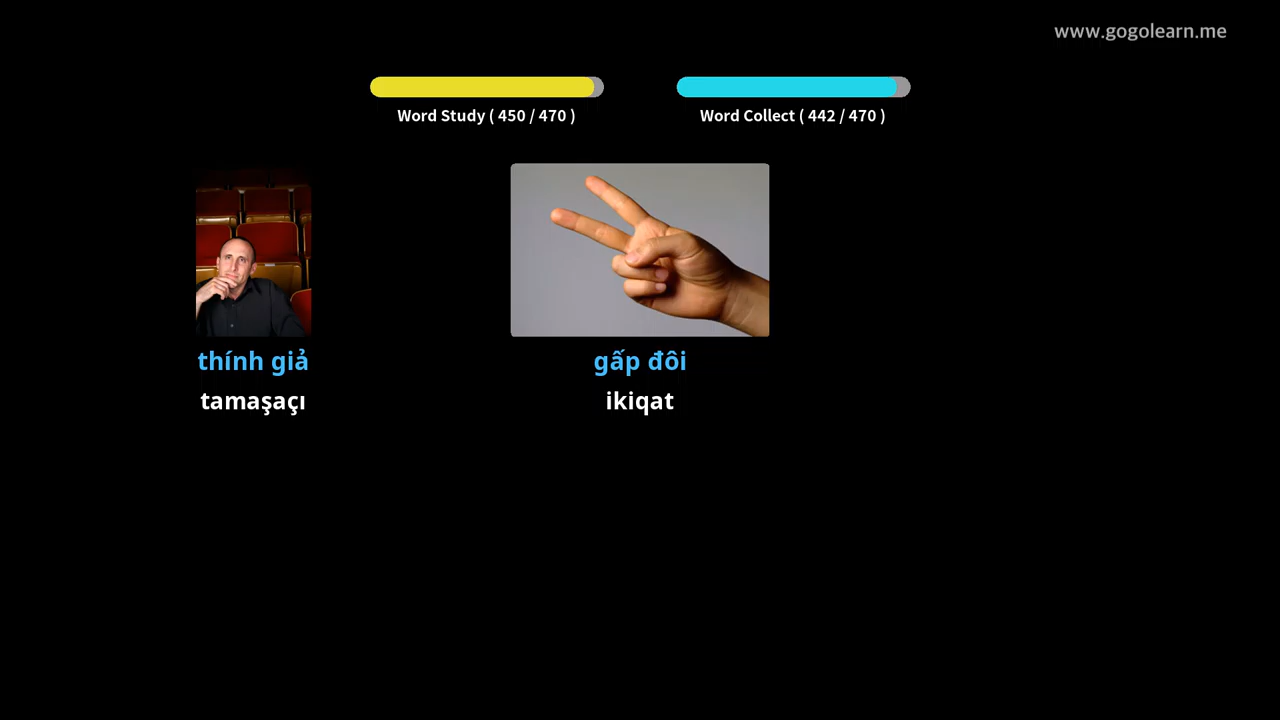 www.gogolearn.me
Word Study ( 450 / 470 )
Word Collect ( 442 / 470 )
thính giả
tamaşaçı
gấp đôi
ikiqat